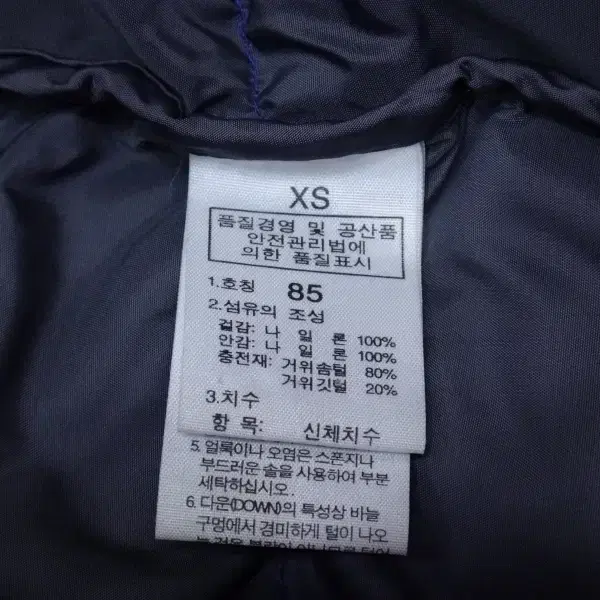 XS
품질경영 및 공산품
안전관리법에
의한 품질표시
1.호칭 85
2.섬유의 조성
겉감: 나 일 론 100%
안감: 나 일 론 100%
충전재: 거위솜털 80%
거위깃털 20%
3.치수
항 목: 신체치수
5. 얼룩이나 오염은 스폰지나
부드러운 솔을 사용하여 부분
세탁하십시오.
6. 다운(DOWN)의 특성상 바늘
구멍에서 경미하게 털이 나오